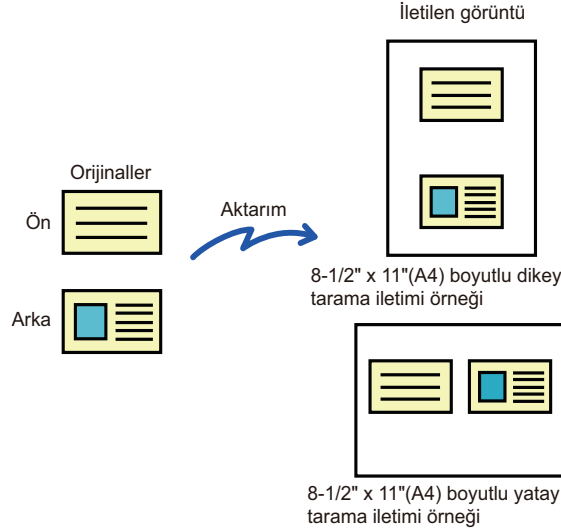 İletilen görüntü
Orijinaller
Ön
Aktarım
Arka
8-1/2" x 11"(A4) boyutlu dikey
tarama iletimi örneği
8-1/2" x 11"(A4) boyutlu yatay
tarama iletimi örneği